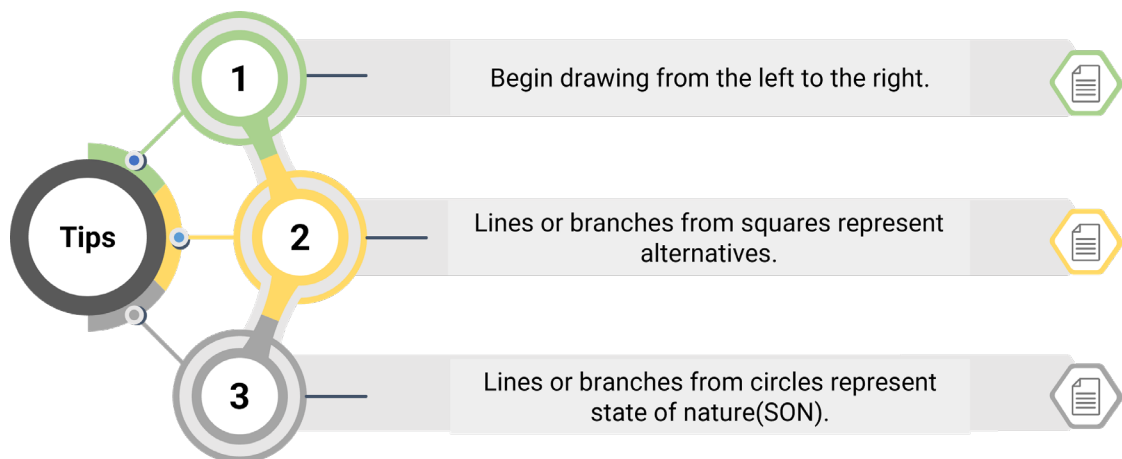 Tips
1
Begin drawing from the left to the right.
2
Lines or branches from squares represent
alternatives.
3
Lines or branches from circles represent
state of nature(SON).